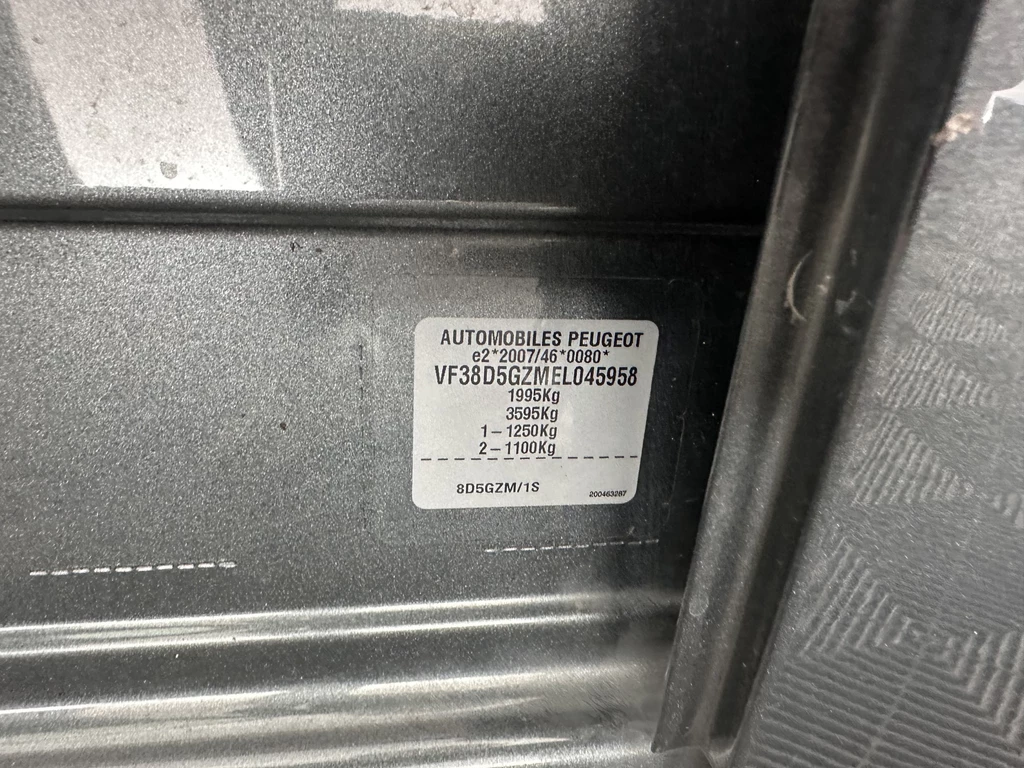 AUTOMOBILES PEUGEOT
e2*2007/46*0080*
VF38D5GZMEL045958
1995Kg
3595Kg
1-1250Kg
2-1100Kg
8D5GZM/1S
200463287